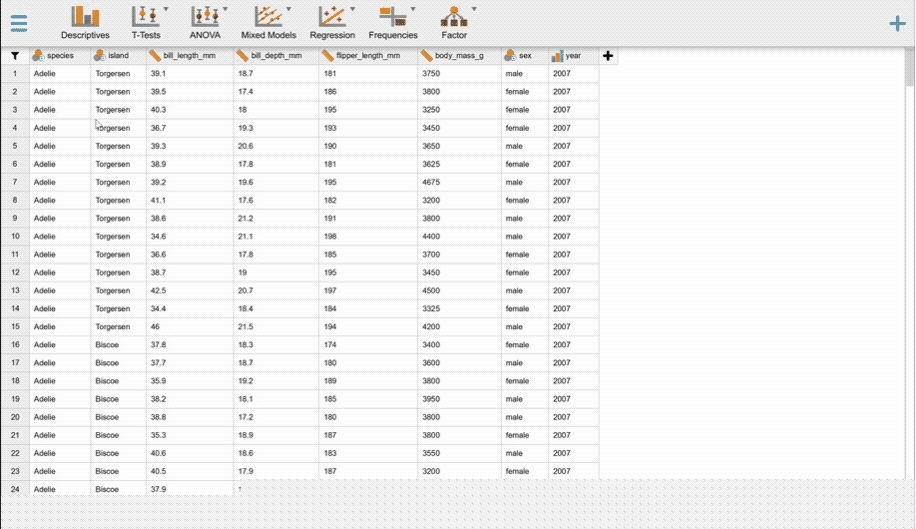 Descriptives T-Tests ANOVA Mixed Models Regression Frequencies Factor
species island bill_length_mm bill_depth_mm flipper_length_mm body_mass_g sex year
1 Adelie Torgersen 39.1 18.7 181 3750 male 2007
2 Adelie Torgersen 39.5 17.4 186 3800 female 2007
3 Adelie Torgersen 40.3 18 195 3250 female 2007
4 Adelie Torgersen 36.7 19.3 193 3450 female 2007
5 Adelie Torgersen 39.3 20.6 190 3650 male 2007
6 Adelie Torgersen 38.9 17.8 181 3625 female 2007
7 Adelie Torgersen 39.2 19.6 195 4675 male 2007
8 Adelie Torgersen 41.1 17.6 182 3200 female 2007
9 Adelie Torgersen 38.6 21.2 191 3800 male 2007
10 Adelie Torgersen 34.6 21.1 198 4400 male 2007
11 Adelie Torgersen 36.6 17.8 185 3700 female 2007
12 Adelie Torgersen 38.7 19 195 3450 female 2007
13 Adelie Torgersen 42.5 20.7 197 4500 male 2007
14 Adelie Torgersen 34.4 18.4 184 3325 female 2007
15 Adelie Torgersen 46 21.5 194 4200 male 2007
16 Adelie Biscoe 37.8 18.3 174 3400 female 2007
17 Adelie Biscoe 37.7 18.7 180 3600 male 2007
18 Adelie Biscoe 35.9 19.2 189 3800 female 2007
19 Adelie Biscoe 38.2 18.1 185 3950 male 2007
20 Adelie Biscoe 38.8 17.2 180 3800 male 2007
21 Adelie Biscoe 35.3 18.9 187 3800 female 2007
22 Adelie Biscoe 40.6 18.6 183 3550 male 2007
23 Adelie Biscoe 40.5 17.9 187 3200 female 2007
24 Adelie Biscoe 37.9